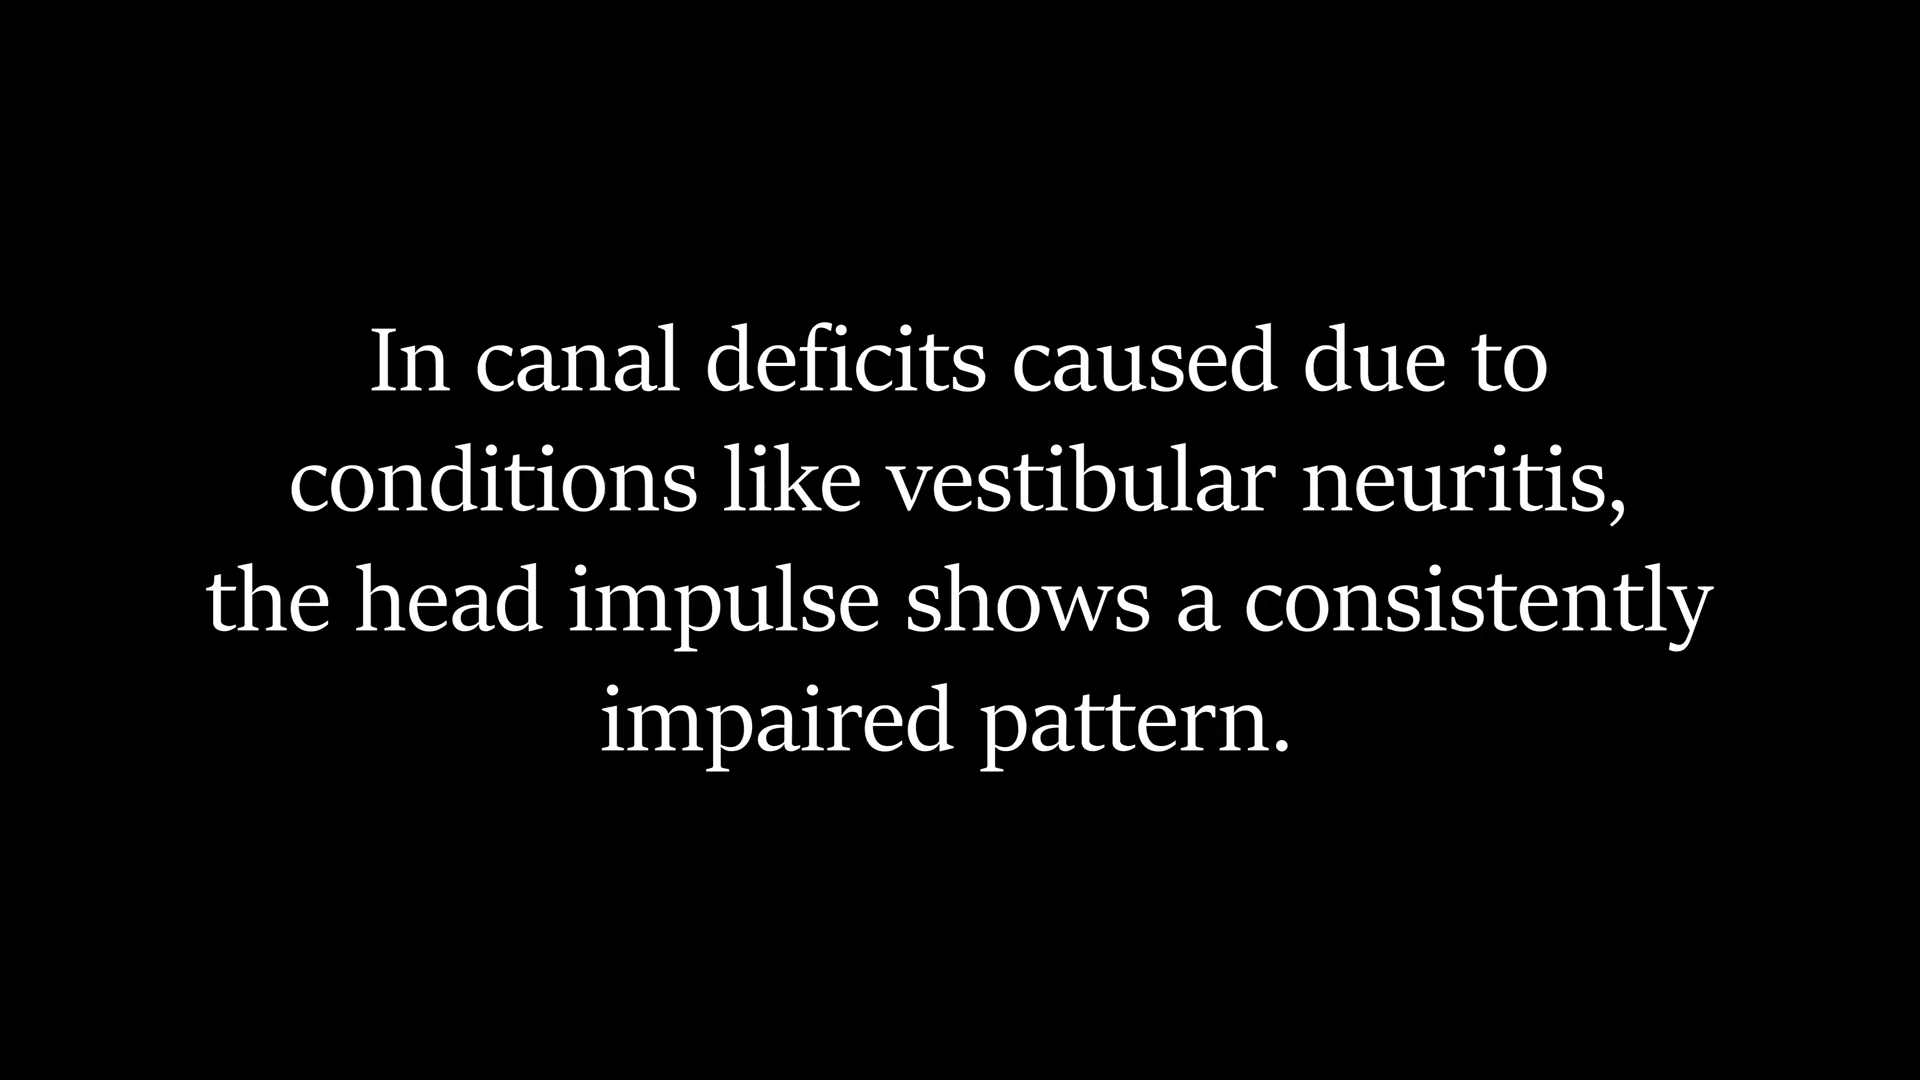 In canal deficits caused due to
conditions like vestibular neuritis,
the head impulse shows a consistently
impaired pattern.